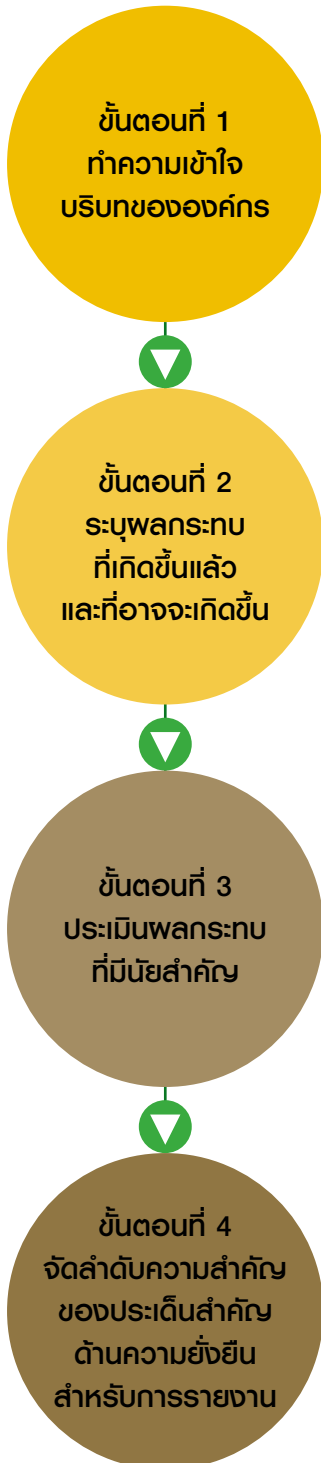 ขั้นตอนที่ 1
ทำความเข้าใจ
บริบทขององค์กร
ขั้นตอนที่ 2
ระบุผลกระทบ
ที่เกิดขึ้นแล้ว
และที่อาจจะเกิดขึ้น
ขั้นตอนที่ 3
ประเมินผลกระทบ
ที่มีนัยสำคัญ
ขั้นตอนที่ 4
จัดลำดับความสำคัญ
ของประเด็นสำคัญ
ด้านความยั่งยืน
สำหรับการรายงาน